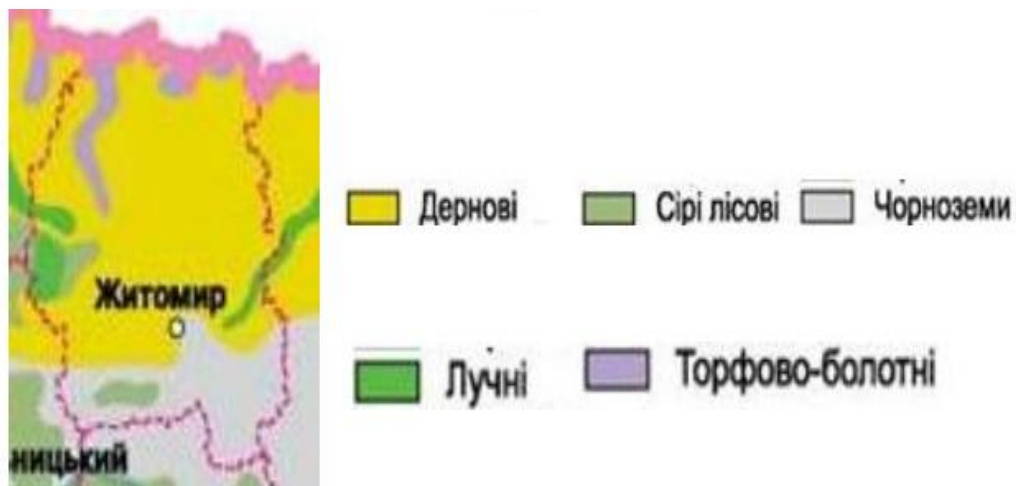 Житомир
ницький
Дернові
Сірі лісові
Чорноземи
Лучні
Торфово-болотні